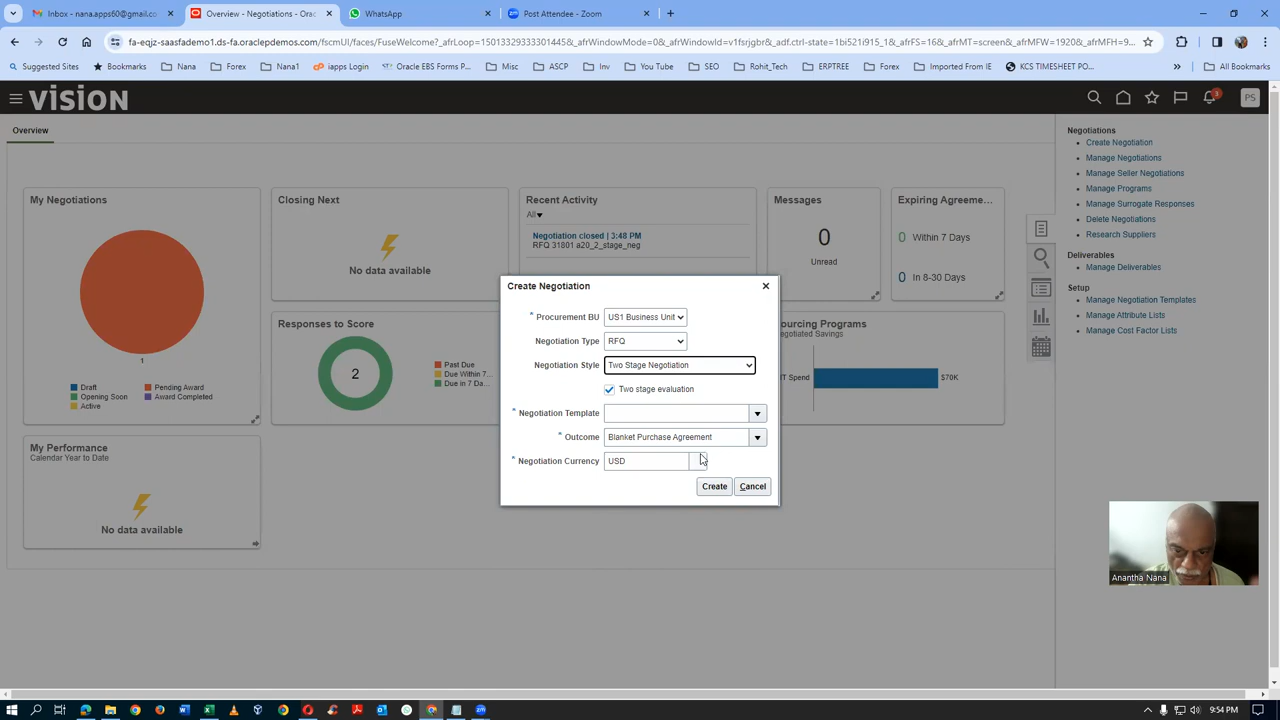 Inbox - nana.apps60@gmail.co
Overview - Negotiations - Orac
WhatsApp
Post Attendee - Zoom
fa-eqjz-saasfademo1.ds-fa.oraclepdemos.com/fscmUI/faces/FuseWelcome?_afrLoop=15013329333301445&_afrWindowMode=0&_afrWindowId=v1fsrjgbr&_adf.ctrl-state=1bi521i915_1&_afrFS=16&_afrMT=screen&_afrMFW=1920&_afrMFH=9...
Suggested Sites
Bookmarks
Nana
Forex
Nana1
iapps Login
Oracle EBS Forms P...
Misc
ASCP
Inv
You Tube
SEO
Rohit_Tech
ERPTREE
Forex
Imported From IE
KCS TIMESHEET PO...
»
All Bookmarks
VISION
3
PS
Overview
Negotiations
Create Negotiation
Manage Negotiations
Manage Seller Negotiations
Manage Programs
Manage Surrogate Responses
Delete Negotiations
Research Suppliers
Deliverables
Manage Deliverables
Setup
Manage Negotiation Templates
Manage Attribute Lists
Manage Cost Factor Lists
My Negotiations
1
Draft
Pending Award
Opening Soon
Award Completed
Active
Closing Next
No data available
Recent Activity
All
Negotiation closed | 3:48 PM
RFQ 31801 a20_2_stage_neg
Messages
0
Unread
Expiring Agreeme...
0 Within 7 Days
0 In 8-30 Days
Responses to Score
2
Past Due
Due Within 7...
Due in 7 Da...
ourcing Programs
gotiated Savings
IT Spend
$70K
My Performance
Calendar Year to Date
No data available
Create Negotiation
* Procurement BU US1 Business Unit
Negotiation Type RFQ
Negotiation Style Two Stage Negotiation
Two stage evaluation
* Negotiation Template
* Outcome Blanket Purchase Agreement
* Negotiation Currency USD
Create
Cancel
Anantha Nana
9:54 PM